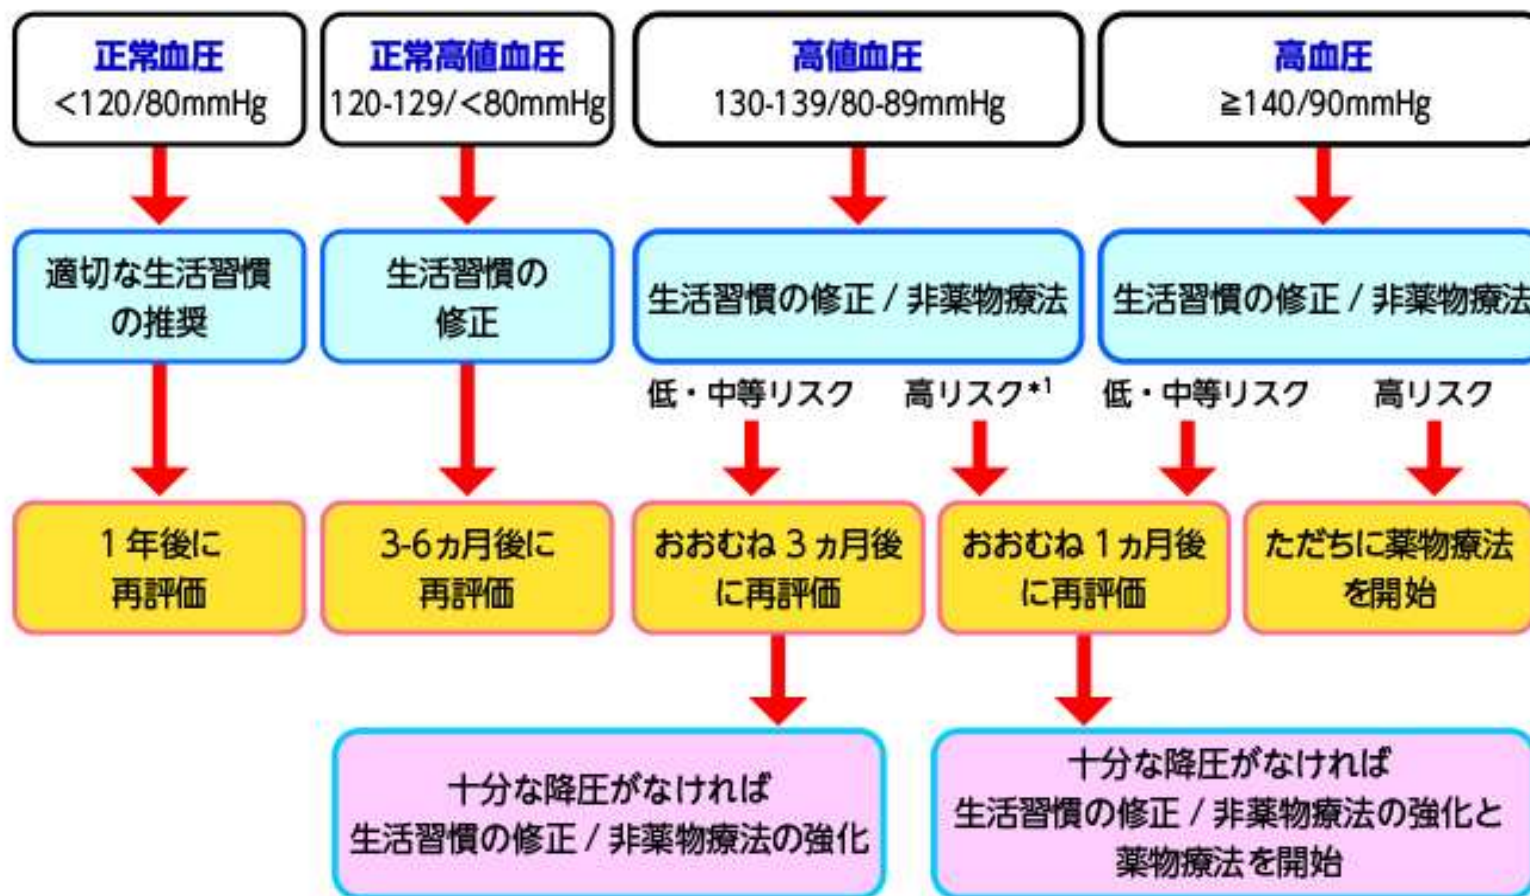 正常血圧
<120/80mmHg
正常高値血圧
120-129/<80mmHg
高値血圧
130-139/80-89mmHg
高血圧
≧140/90mmHg
適切な生活習慣
の推奨
生活習慣の
修正
生活習慣の修正 / 非薬物療法
生活習慣の修正 / 非薬物療法
低・中等リスク
高リスク*1
低・中等リスク
高リスク
1 年後に
再評価
3-6ヵ月後に
再評価
おおむね 3 ヵ月後
に再評価
おおむね 1 ヵ月後
に再評価
ただちに薬物療法
を開始
十分な降圧がなければ
生活習慣の修正 / 非薬物療法の強化
十分な降圧がなければ
生活習慣の修正 / 非薬物療法の強化と
薬物療法を開始